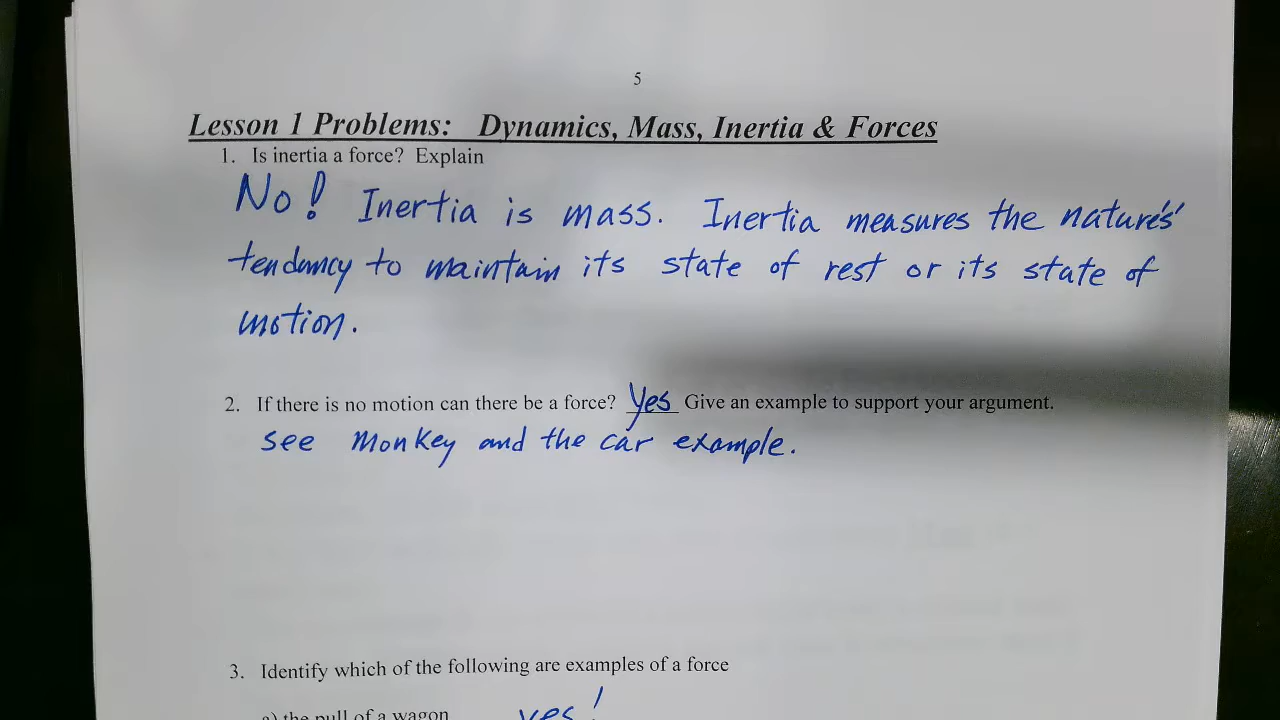 5
Lesson 1 Problems: Dynamics, Mass, Inertia & Forces
1. Is inertia a force? Explain
No! Inertia is mass. Inertia measures the nature's'
tendancy to maintain its state of rest or its state of
motion.
2. If there is no motion can there be a force? Yes Give an example to support your argument.
see Monkey and the car example.
3. Identify which of the following are examples of a force
a) the pull of a wagon yes!